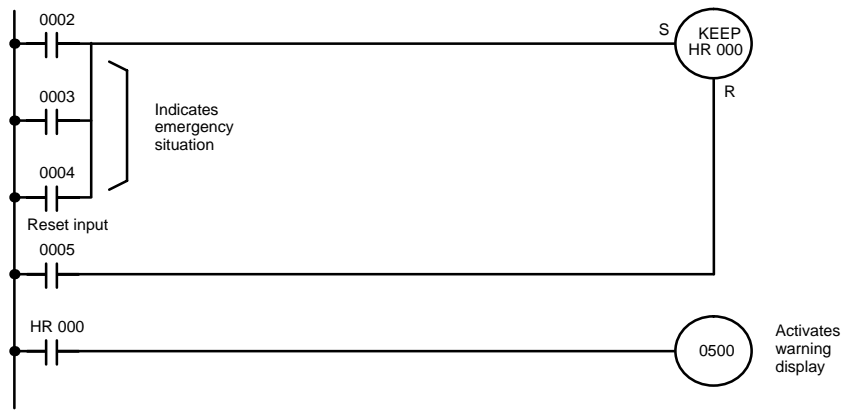 0002
S
KEEP
HR 000
R
0003
Indicates
emergency
situation
0004
Reset input
0005
HR 000
0500
Activates
warning
display